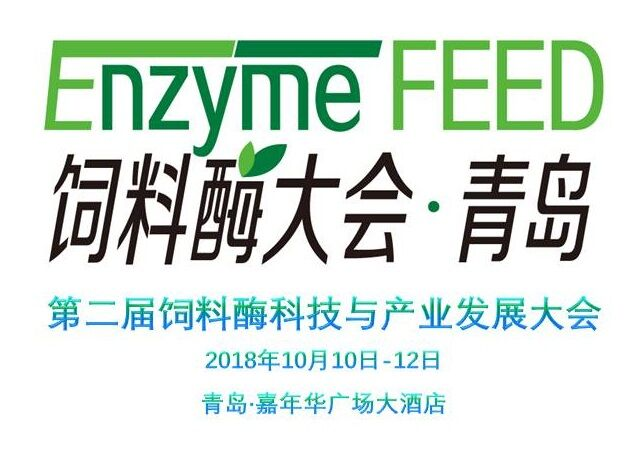 Enzyme FEED
饲料酶大会·青岛
第二届饲料酶科技与产业发展大会
2018年10月10日-12日
青岛·嘉年华广场大酒店